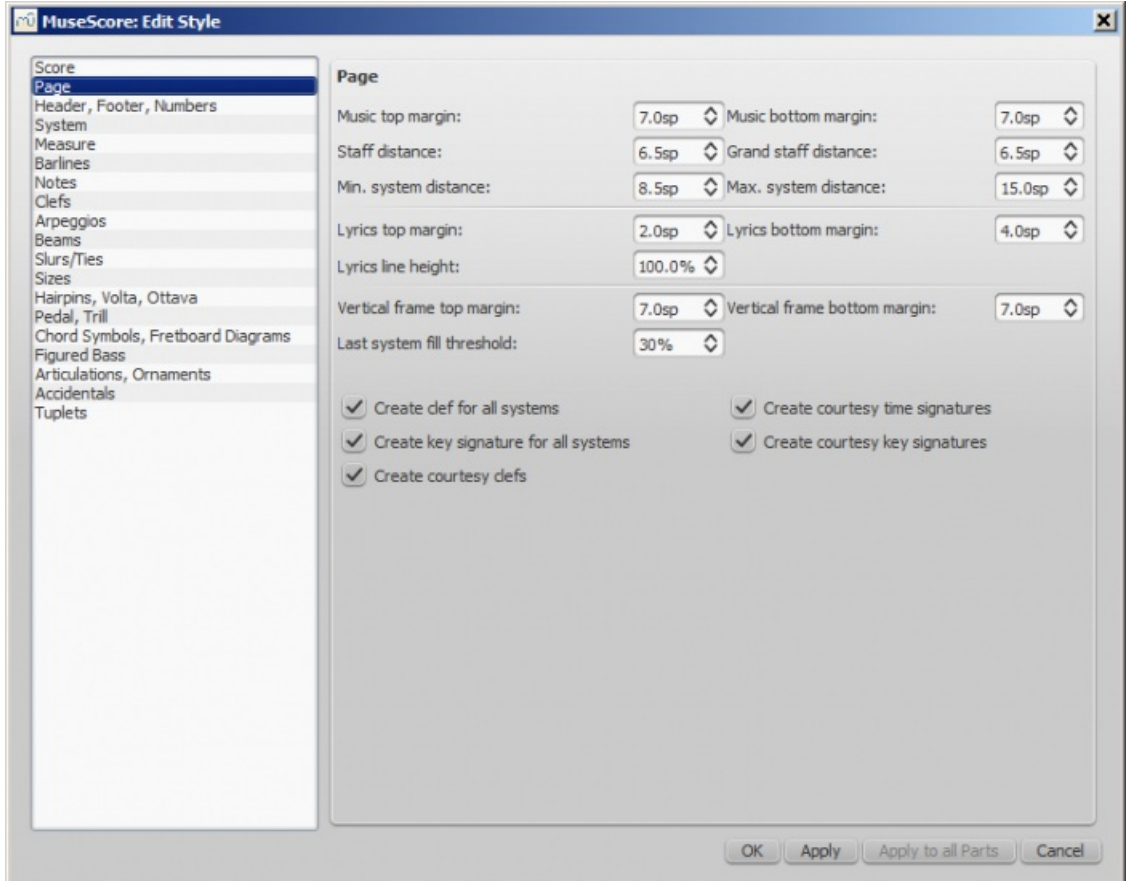 mû MuseScore: Edit Style
Score
Page
Header, Footer, Numbers
System
Measure
Barlines
Notes
Clefs
Arpeggios
Beams
Slurs/Ties
Sizes
Hairpins, Volta, Ottava
Pedal, Trill
Chord Symbols, Fretboard Diagrams
Figured Bass
Articulations, Ornaments
Accidentals
Tuplets
Page
Music top margin: 7.0sp Music bottom margin: 7.0sp
Staff distance: 6.5sp Grand staff distance: 6.5sp
Min. system distance: 8.5sp Max. system distance: 15.0sp
Lyrics top margin: 2.0sp Lyrics bottom margin: 4.0sp
Lyrics line height: 100.0%
Vertical frame top margin: 7.0sp Vertical frame bottom margin: 7.0sp
Last system fill threshold: 30%
Create clef for all systems Create courtesy time signatures
Create key signature for all systems Create courtesy key signatures
Create courtesy clefs
OK Apply Apply to all Parts Cancel